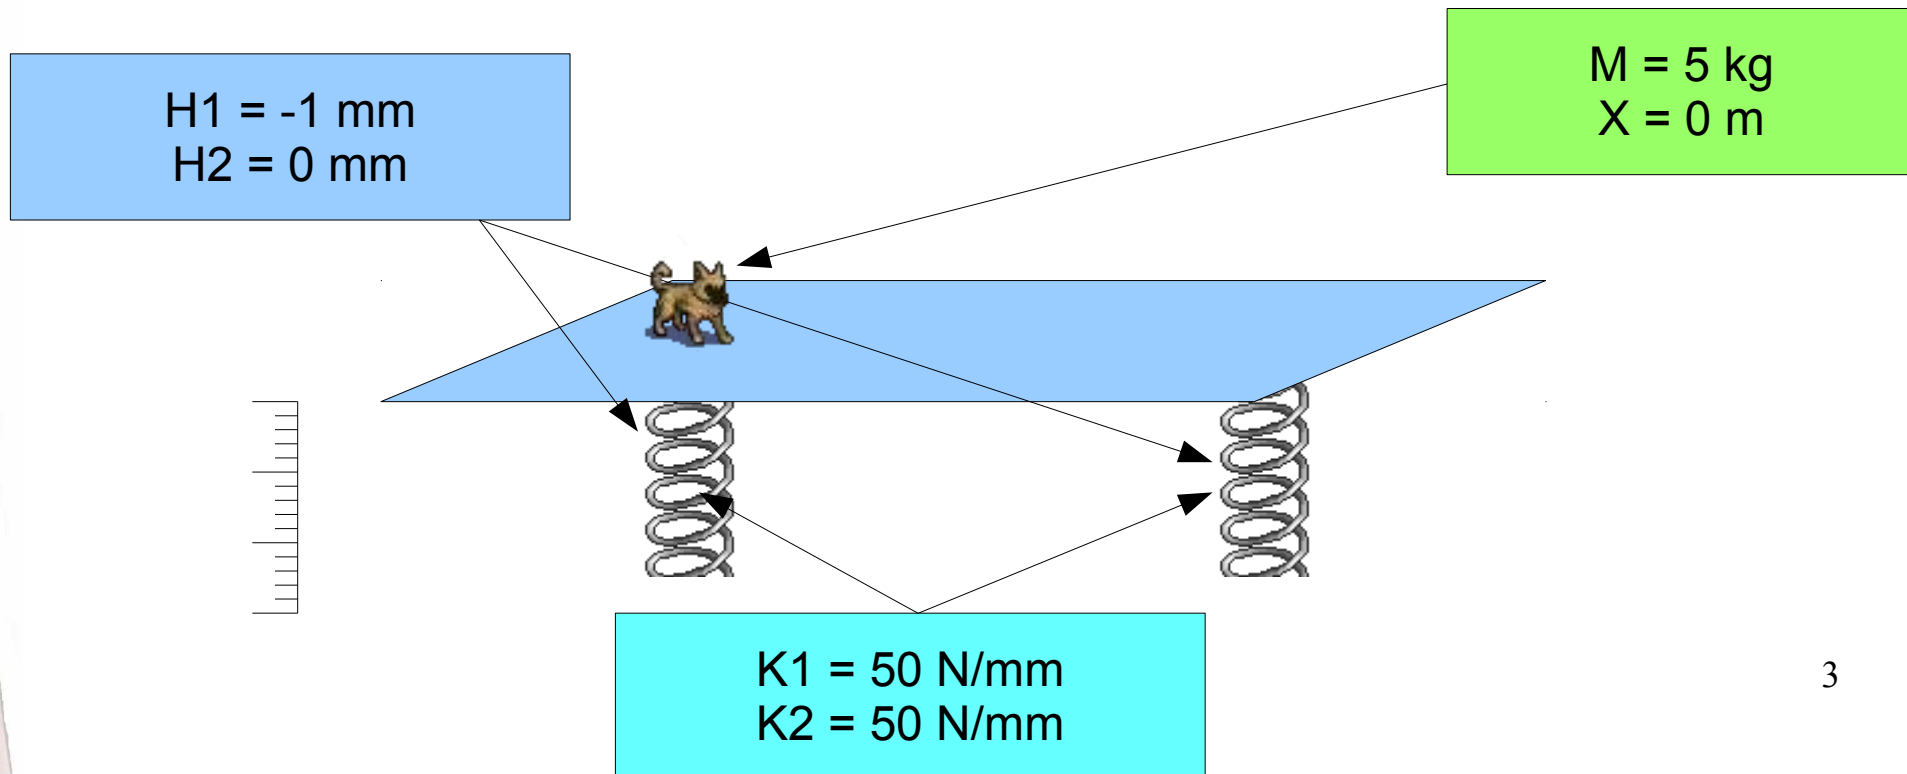 H1 = -1 mm
H2 = 0 mm
M = 5 kg
X = 0 m
K1 = 50 N/mm
K2 = 50 N/mm
3